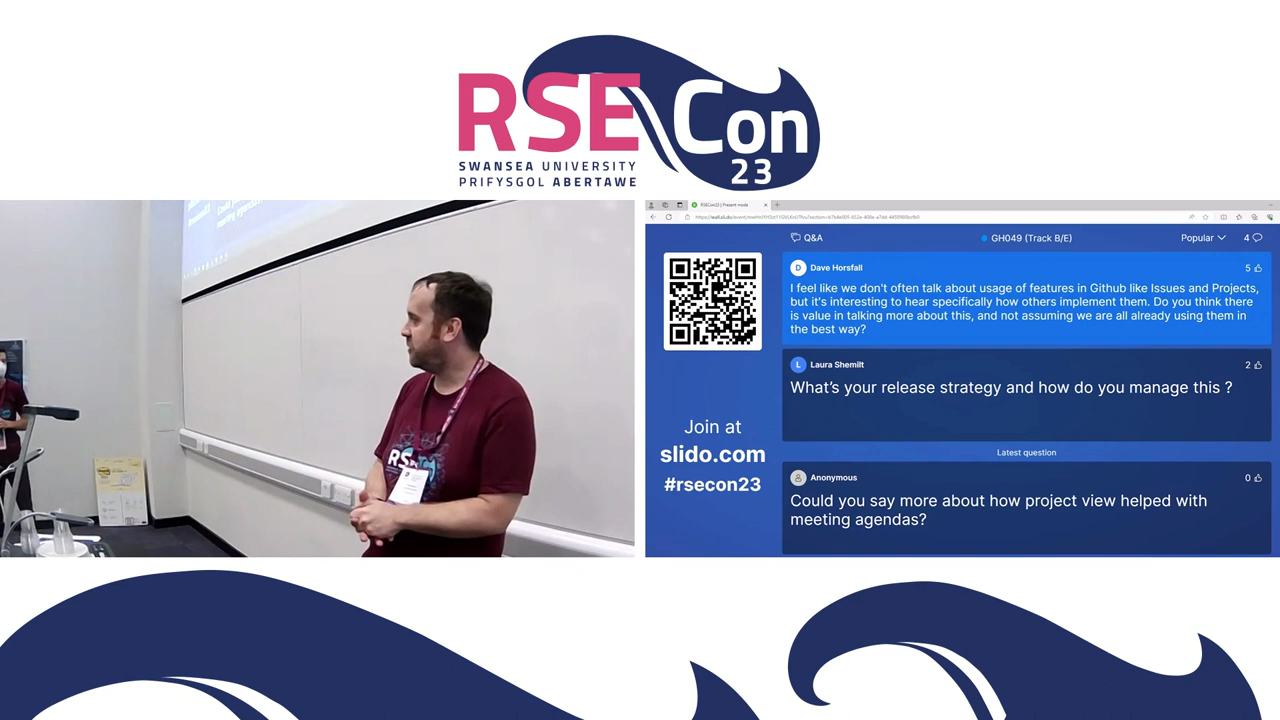 RSE Con
23
SWANSEA UNIVERSITY
PRIFYSGOL ABERTAWE
RSECon23 | Present mode
Q&A
GH049 (Track B/E)
Popular
4
D
Dave Horsfall
5
I feel like we don't often talk about usage of features in Github like Issues and Projects,
but it's interesting to hear specifically how others implement them. Do you think there
is value in talking more about this, and not assuming we are all already using them in
the best way?
L
Laura Shemilt
2
What's your release strategy and how do you manage this ?
Join at
slido.com
#rsecon23
Latest question
Anonymous
0
Could you say more about how project view helped with
meeting agendas?